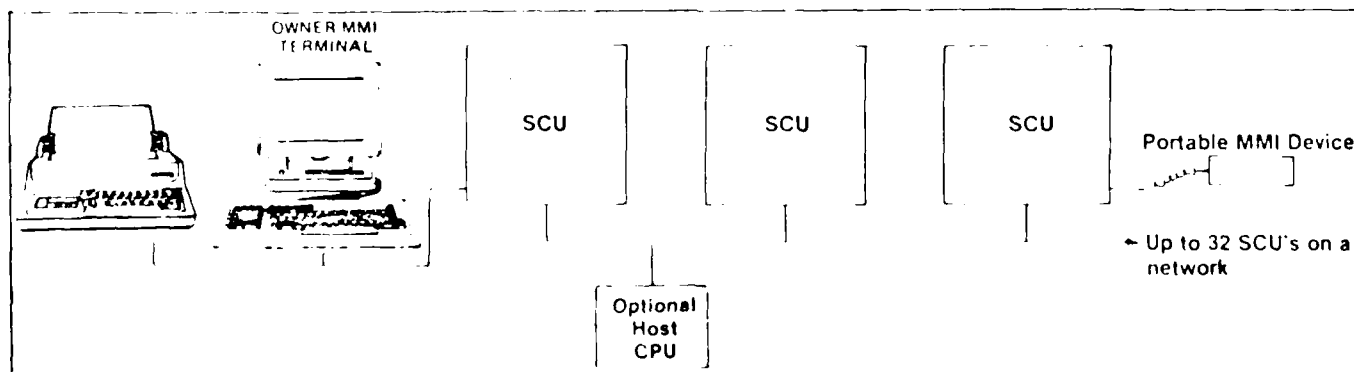 OWNER MMI
TERMINAL
SCU
SCU
SCU
Portable MMI Device
← Up to 32 SCU's on a
network
Optional
Host
CPU